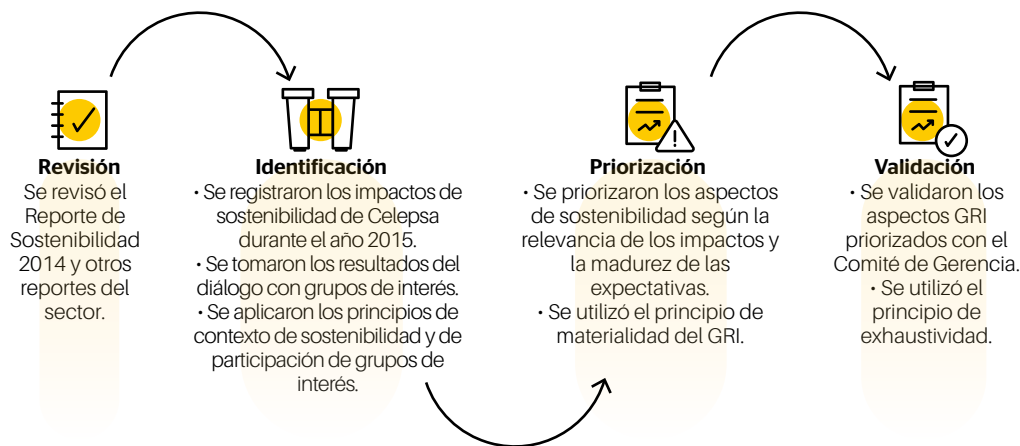 Revisión
Se revisó el
Reporte de
Sostenibilidad
2014 y otros
reportes del
sector.
Identificación
• Se registraron los impactos de
sostenibilidad de Celepsa
durante el año 2015.
• Se tomaron los resultados del
diálogo con grupos de interés.
• Se aplicaron los principios de
contexto de sostenibilidad y de
participación de grupos de
interés.
Priorización
• Se priorizaron los aspectos
de sostenibilidad según la
relevancia de los impactos y
la madurez de las
expectativas.
• Se utilizó el principio de
materialidad del GRI.
Validación
• Se validaron los
aspectos GRI
priorizados con el
Comité de Gerencia.
• Se utilizó el
principio de
exhaustividad.